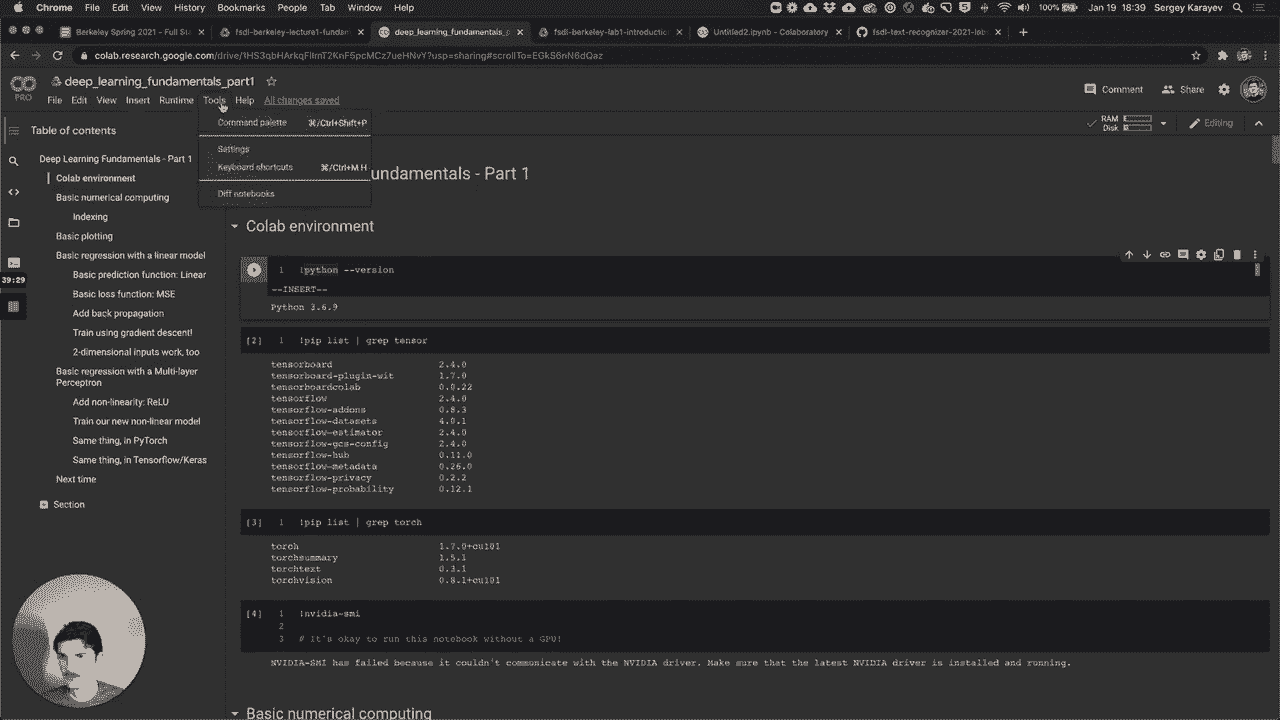 Chrome File Edit View History Bookmarks People Tab Window Help 100% Jan 19 18:39 Sergey Karayev
Berkeley Spring 2021 - Full St fsdl-berkeley-lecture1-fundam deep_learning_fundamentals_p fsdl-berkeley-lab1-introductio Untitled2.ipynb - Colaboratory
colab.research.google.com/drive/
deep_learning_fundamentals_part1
PRO File Edit View Insert Runtime Tools Help All changes saved
Comment Share
RAM
Disk
Editing
Command palette ⌘/Ctrl+Shift+P
Settings
Keyboard shortcuts ⌘/Ctrl+M H
Diff notebooks
Table of contents
Deep Learning Fundamentals - Part 1
Colab environment
Basic numerical computing
Indexing
Basic plotting
Basic regression with a linear model
Basic prediction function: Linear
Basic loss function: MSE
Add back propagation
Train using gradient descent!
2-dimensional inputs work, too
Basic regression with a Multi-layer
Perceptron
Add non-linearity: ReLU
Train our new non-linear model
Same thing, in PyTorch
Same thing, in Tensorflow/Keras
Next time
Section
39:29
undamentals - Part 1
Colab environment
1 !python --version
--INSERT--
Python 3.6.9
[2] 1 !pip list | grep tensor
tensorboard 2.4.0
tensorboard-plugin-wit 1.7.0
tensorboardcolab 0.0.22
tensorflow 2.4.0
tensorflow-addons 0.8.3
tensorflow-datasets 4.0.1
tensorflow-estimator 2.4.0
tensorflow-gcs-config 2.4.0
tensorflow-hub 0.11.0
tensorflow-metadata 0.26.0
tensorflow-privacy 0.2.2
tensorflow-probability 0.12.1
[3] 1 !pip list | grep torch
torch 1.7.0+cu101
torchsummary 1.5.1
torchtext 0.3.1
torchvision 0.8.1+cu101
[4] 1 !nvidia-smi
2
3 # It's okay to run this notebook without a GPU!
NVIDIA-SMI has failed because it couldn't communicate with the NVIDIA driver. Make sure that the latest NVIDIA driver is installed and running.
Basic numerical computing